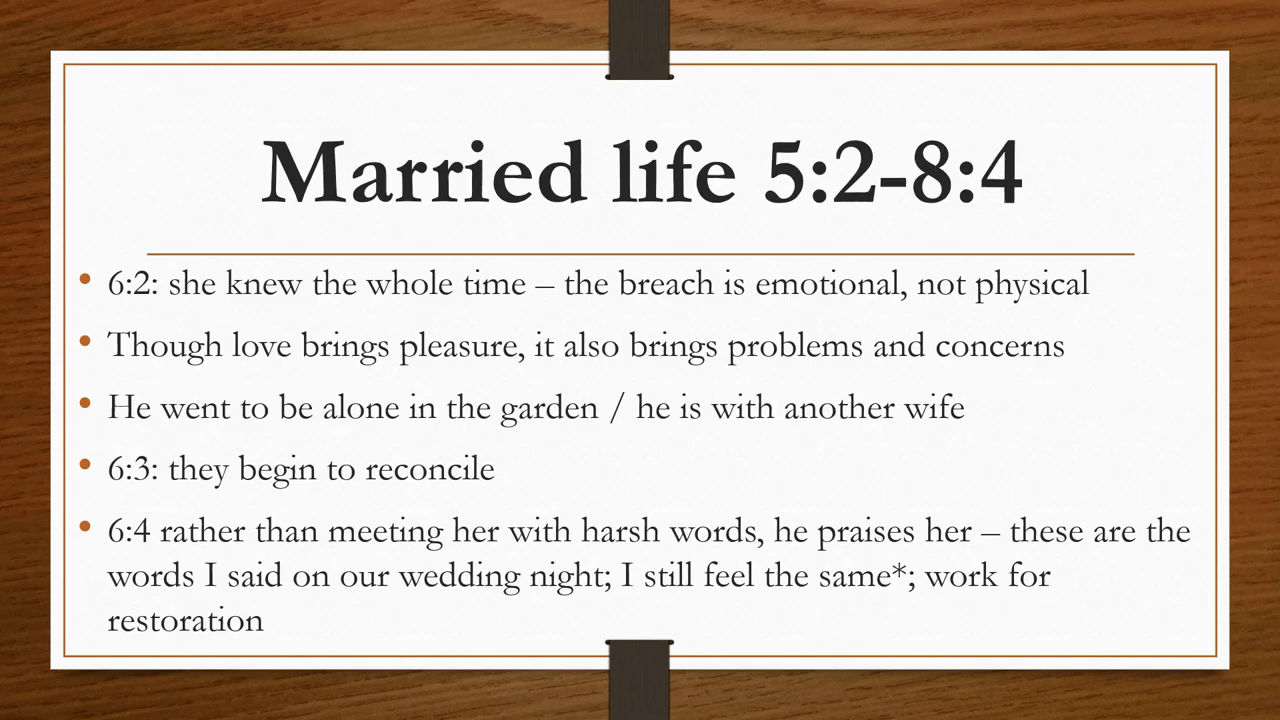 Married life 5:2-8:4
• 6:2: she knew the whole time – the breach is emotional, not physical
• Though love brings pleasure, it also brings problems and concerns
• He went to be alone in the garden / he is with another wife
• 6:3: they begin to reconcile
• 6:4 rather than meeting her with harsh words, he praises her – these are the
words I said on our wedding night; I still feel the same*; work for
restoration